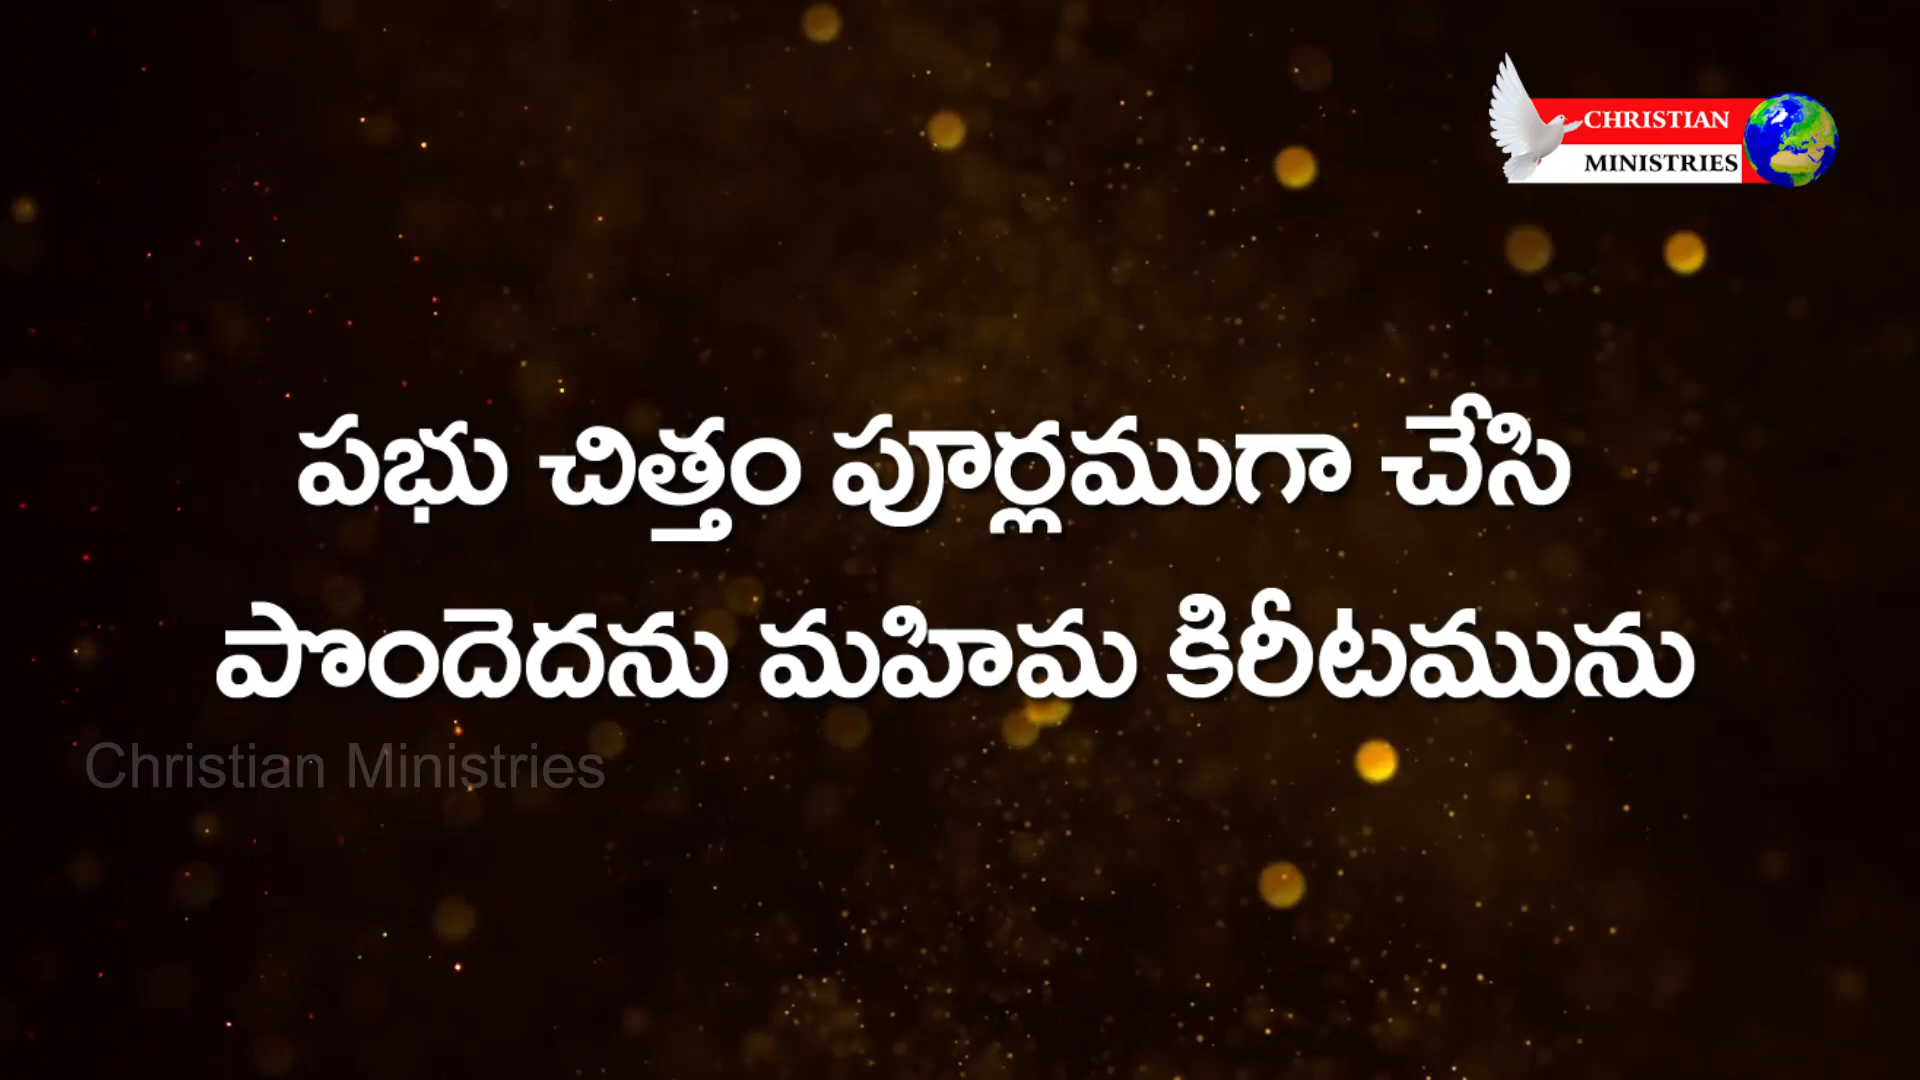 CHRISTIAN
MINISTRIES
పభు చిత్తం పూర్లముగా చేసి
పొందెదను మహిమ కిరీటమును
Christian Ministries